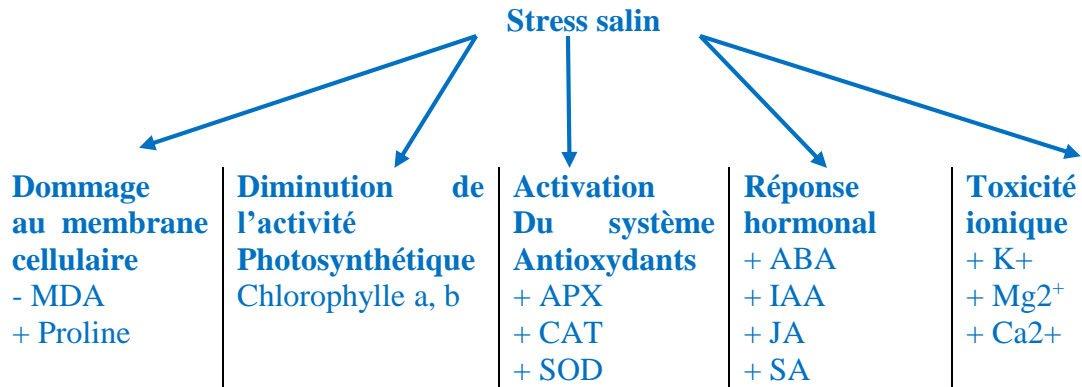 Stress salin
Dommage
au membrane
cellulaire
- MDA
+ Proline
Diminution de
l'activité
Photosynthétique
Chlorophylle a, b
Activation
Du système
Antioxydants
+ APX
+ CAT
+ SOD
Réponse
hormonal
+ ABA
+ IAA
+ JA
+ SA
Toxicité
ionique
+ K+
+ Mg2⁺
+ Ca2+